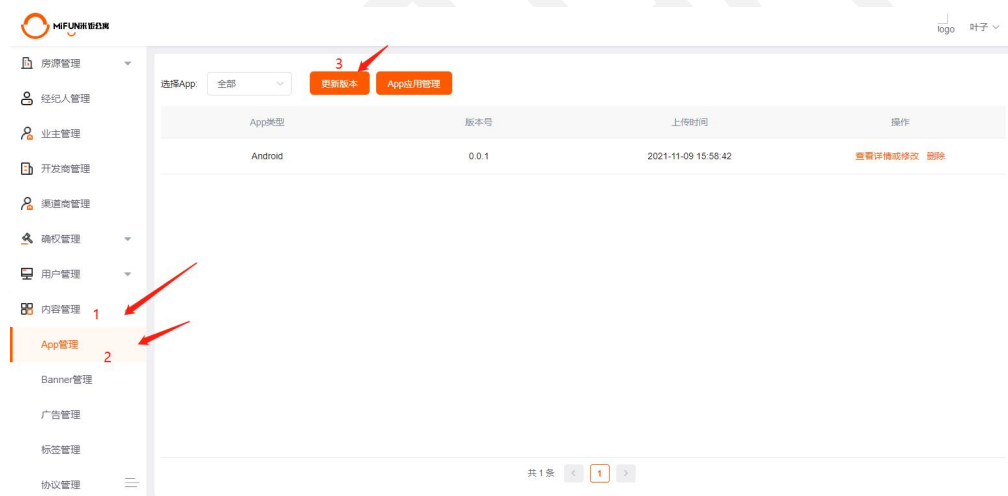 MiFUN米饭公寓
logo 叶子
房源管理
经纪人管理
业主管理
开发商管理
渠道商管理
确权管理
用户管理
内容管理 1
App管理
2
Banner管理
广告管理
标签管理
协议管理
3
选择App: 全部 更新版本 App应用管理
App类型 版本号 上传时间 操作
Android 0.0.1 2021-11-09 15:58:42 查看详情或修改 删除
共 1 条 < 1 >